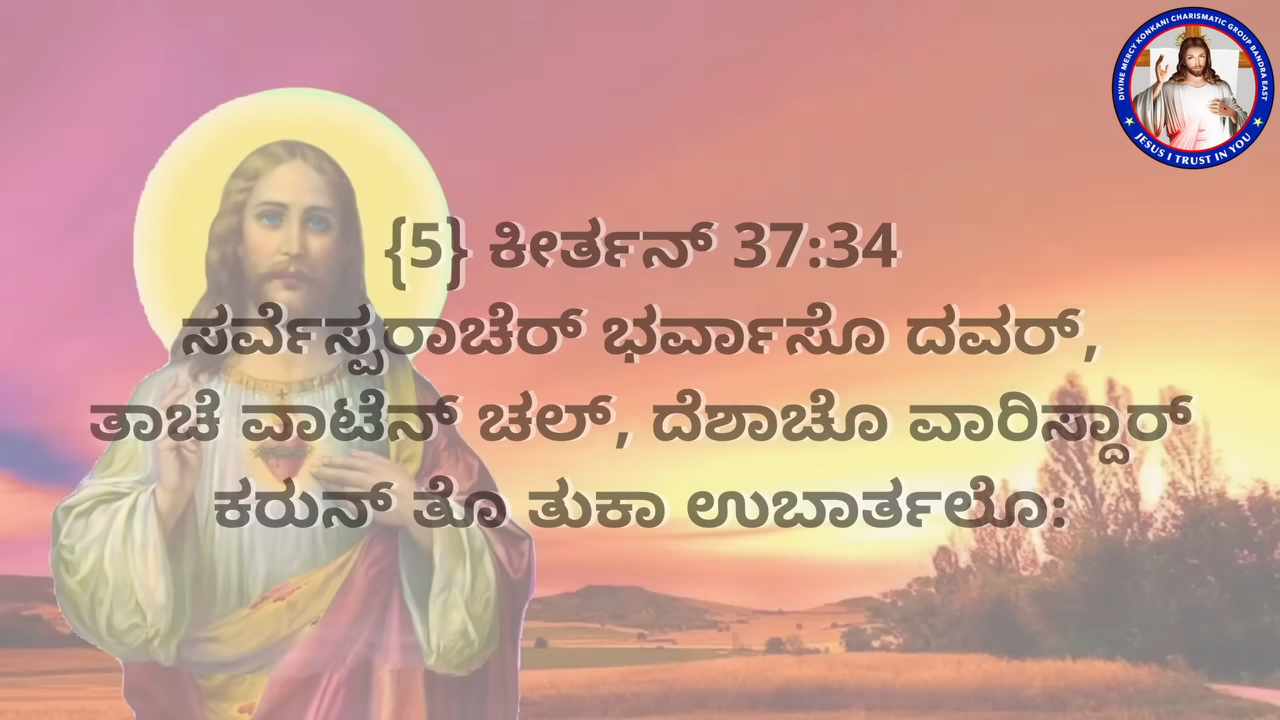 DIVINE MERCY KONKANI CHARISMATIC GROUP BANDRA EAST
JESUS I TRUST IN YOU
{5} ಕೀರ್ತನ್ 37:34
ಸರ್ವೆಸ್ಪರಾಚೆರ್ ಭರ್ವಾಸೊ ದವರ್,
ತಾಚೆ ವಾಟೆನ್ ಚಲ್, ದೆಶಾಚೊ ವಾರಿಸ್ದಾರ್
ಕರುನ್ ತೊ ತುಕಾ ಉಬಾರ್ತಲೊ: